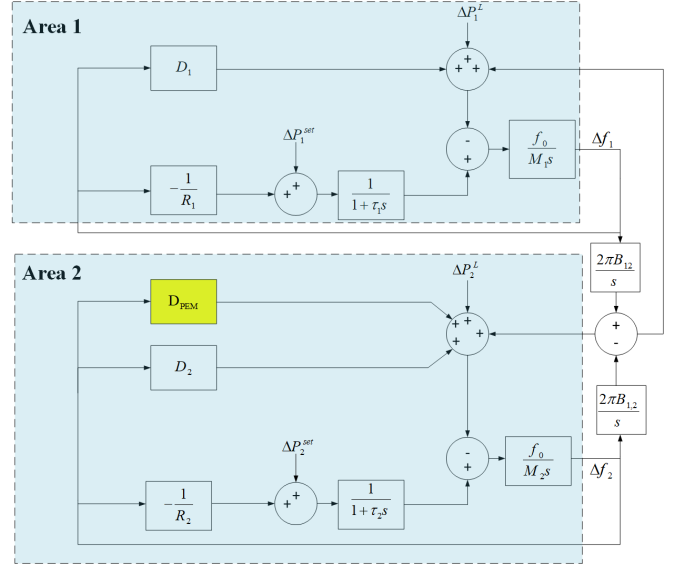 Area 1
ΔP₁ᴸ
D₁
+ + +
ΔP₁ˢᵉᵗ
-
+
f₀
M₁s
Δf₁
-1
R₁
+ +
1
1+τ₁s
2πB₁₂
s
Area 2
ΔP₂ᴸ
D_PEM
+ + + + 
+
-
D₂
2πB₁,₂
s
ΔP₂ˢᵉᵗ
-
+
f₀
M₂s
Δf₂
-1
R₂
+ +
1
1+τ₂s